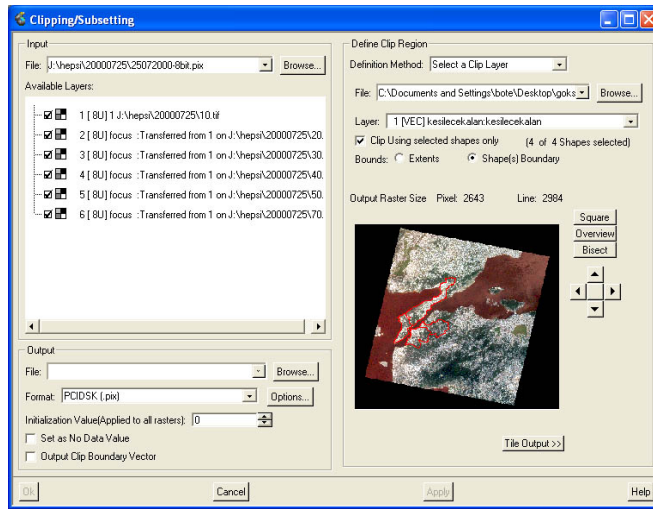 Clipping/Subsetting
Input
File: J:\hepsi\20000725\25072000-8bit.pix
Browse...
Available Layers:
1 [ 8U] 1 J:\hepsi\20000725\10.tif
2 [ 8U] focus :Transferred from 1 on J:\hepsi\20000725\20.
3 [ 8U] focus :Transferred from 1 on J:\hepsi\20000725\30.
4 [ 8U] focus :Transferred from 1 on J:\hepsi\20000725\40.
5 [ 8U] focus :Transferred from 1 on J:\hepsi\20000725\50.
6 [ 8U] focus :Transferred from 1 on J:\hepsi\20000725\70.
Output
File:
Browse...
Format: PCIDSK (.pix)
Options...
Initialization Value(Applied to all rasters): 0
Set as No Data Value
Output Clip Boundary Vector
Define Clip Region
Definition Method: Select a Clip Layer
File: C:\Documents and Settings\bote\Desktop\goks
Browse...
Layer: 1 [VEC] kesilecekalan:kesilecekalan
Clip Using selected shapes only (4 of 4 Shapes selected)
Bounds: Extents Shape(s) Boundary
Output Raster Size Pixel: 2643 Line: 2984
Square
Overview
Bisect
Tile Output >>
Ok
Cancel
Apply
Help